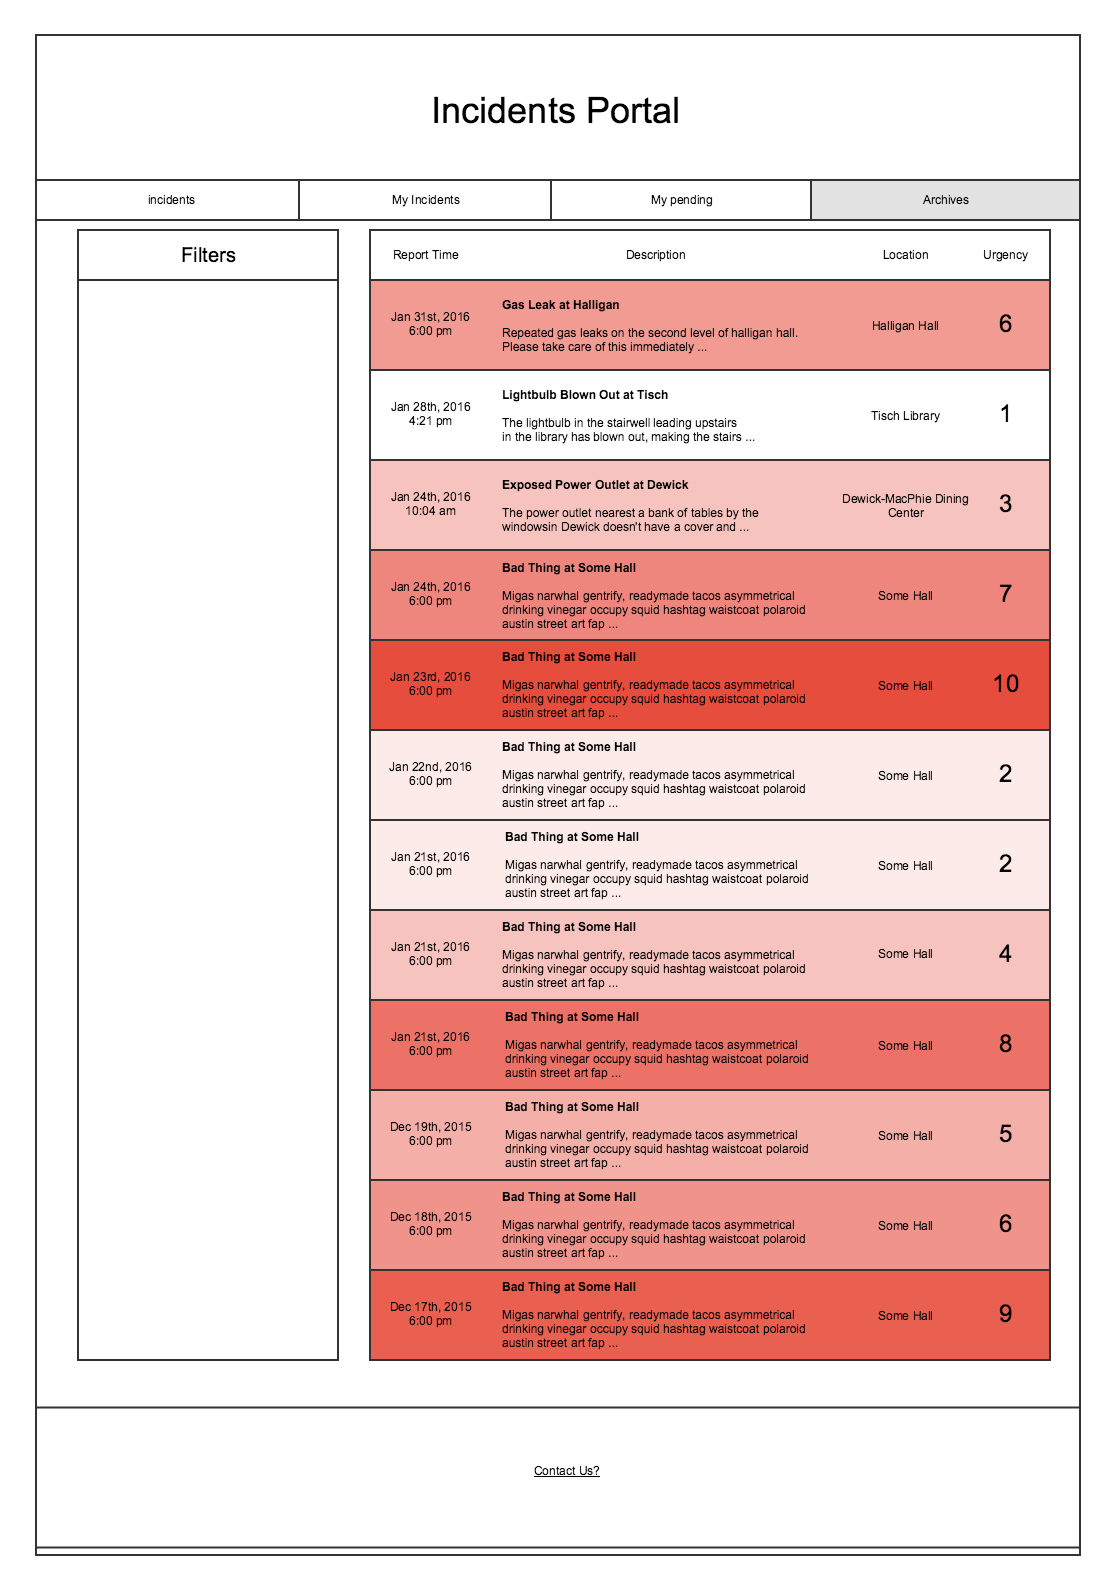 Incidents Portal
incidents
My Incidents
My pending
Archives
Filters
Report Time
Description
Location
Urgency
Jan 31st, 2016
6:00 pm
Gas Leak at Halligan
Repeated gas leaks on the second level of halligan hall.
Please take care of this immediately ...
Halligan Hall
6
Jan 28th, 2016
4:21 pm
Lightbulb Blown Out at Tisch
The lightbulb in the stairwell leading upstairs
in the library has blown out, making the stairs ...
Tisch Library
1
Jan 24th, 2016
10:04 am
Exposed Power Outlet at Dewick
The power outlet nearest a bank of tables by the
windowsin Dewick doesn't have a cover and ...
Dewick-MacPhie Dining
Center
3
Jan 24th, 2016
6:00 pm
Bad Thing at Some Hall
Migas narwhal gentrify, readymade tacos asymmetrical
drinking vinegar occupy squid hashtag waistcoat polaroid
austin street art fap ...
Some Hall
7
Jan 23rd, 2016
6:00 pm
Bad Thing at Some Hall
Migas narwhal gentrify, readymade tacos asymmetrical
drinking vinegar occupy squid hashtag waistcoat polaroid
austin street art fap ...
Some Hall
10
Jan 22nd, 2016
6:00 pm
Bad Thing at Some Hall
Migas narwhal gentrify, readymade tacos asymmetrical
drinking vinegar occupy squid hashtag waistcoat polaroid
austin street art fap ...
Some Hall
2
Jan 21st, 2016
6:00 pm
Bad Thing at Some Hall
Migas narwhal gentrify, readymade tacos asymmetrical
drinking vinegar occupy squid hashtag waistcoat polaroid
austin street art fap ...
Some Hall
2
Jan 21st, 2016
6:00 pm
Bad Thing at Some Hall
Migas narwhal gentrify, readymade tacos asymmetrical
drinking vinegar occupy squid hashtag waistcoat polaroid
austin street art fap ...
Some Hall
4
Jan 21st, 2016
6:00 pm
Bad Thing at Some Hall
Migas narwhal gentrify, readymade tacos asymmetrical
drinking vinegar occupy squid hashtag waistcoat polaroid
austin street art fap ...
Some Hall
8
Dec 19th, 2015
6:00 pm
Bad Thing at Some Hall
Migas narwhal gentrify, readymade tacos asymmetrical
drinking vinegar occupy squid hashtag waistcoat polaroid
austin street art fap ...
Some Hall
5
Dec 18th, 2015
6:00 pm
Bad Thing at Some Hall
Migas narwhal gentrify, readymade tacos asymmetrical
drinking vinegar occupy squid hashtag waistcoat polaroid
austin street art fap ...
Some Hall
6
Dec 17th, 2015
6:00 pm
Bad Thing at Some Hall
Migas narwhal gentrify, readymade tacos asymmetrical
drinking vinegar occupy squid hashtag waistcoat polaroid
austin street art fap ...
Some Hall
9
Contact Us?